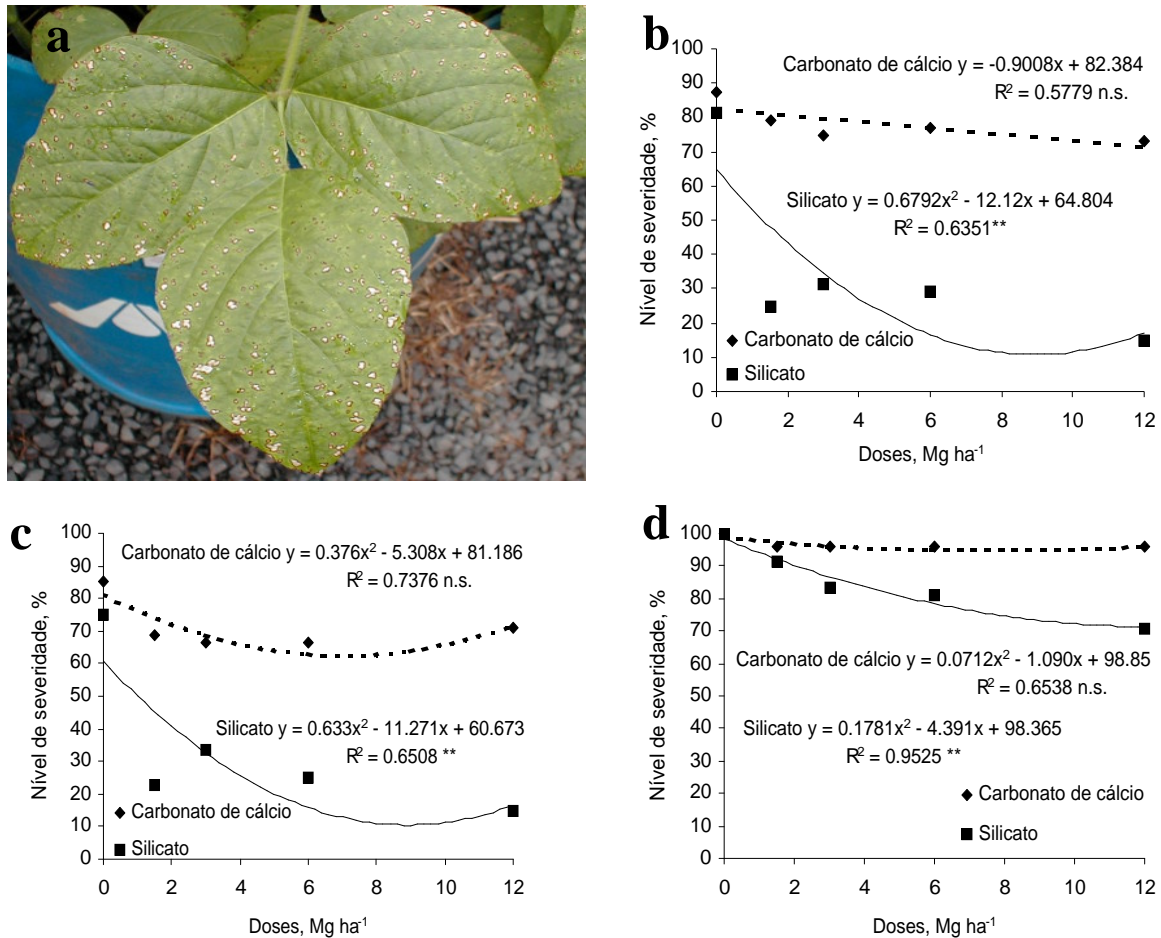 a
b
100
90
80
70
60
50
40
30
20
10
0
Nível de severidade, %
Carbonato de cálcio y = -0.9008x + 82.384
R² = 0.5779 n.s.
Silicato y = 0.6792x² - 12.12x + 64.804
R² = 0.6351**
Carbonato de cálcio
Silicato
0 2 4 6 8 10 12
Doses, Mg ha⁻¹
c
100
90
80
70
60
50
40
30
20
10
0
Nível de severidade, %
Carbonato de cálcio y = 0.376x² - 5.308x + 81.186
R² = 0.7376 n.s.
Silicato y = 0.633x² - 11.271x + 60.673
R² = 0.6508 **
Carbonato de cálcio
Silicato
0 2 4 6 8 10 12
Doses, Mg ha⁻¹
d
100
90
80
70
60
50
40
30
20
10
0
Nível de severidade, %
Carbonato de cálcio y = 0.0712x² - 1.090x + 98.85
R² = 0.6538 n.s.
Silicato y = 0.1781x² - 4.391x + 98.365
R² = 0.9525 **
Carbonato de cálcio
Silicato
0 2 4 6 8 10 12
Doses, Mg ha⁻¹